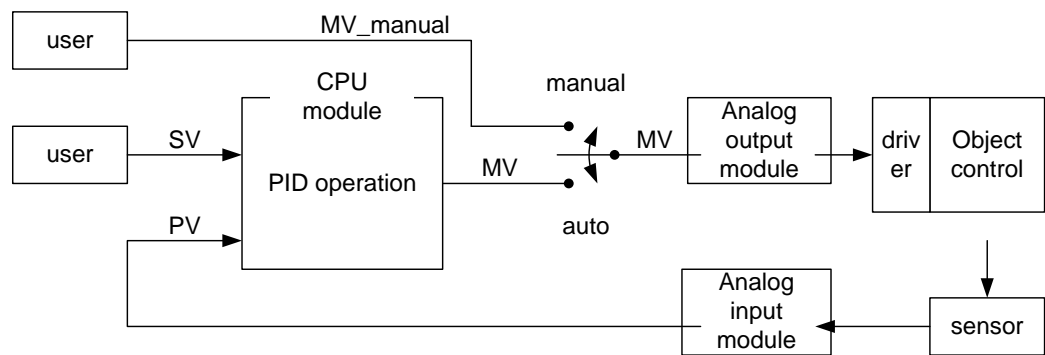 user
MV_manual
CPU
module
manual
Analog
output
module
driv
er
Object
control
user
SV
PID operation
MV
MV
PV
auto
Analog
input
module
sensor